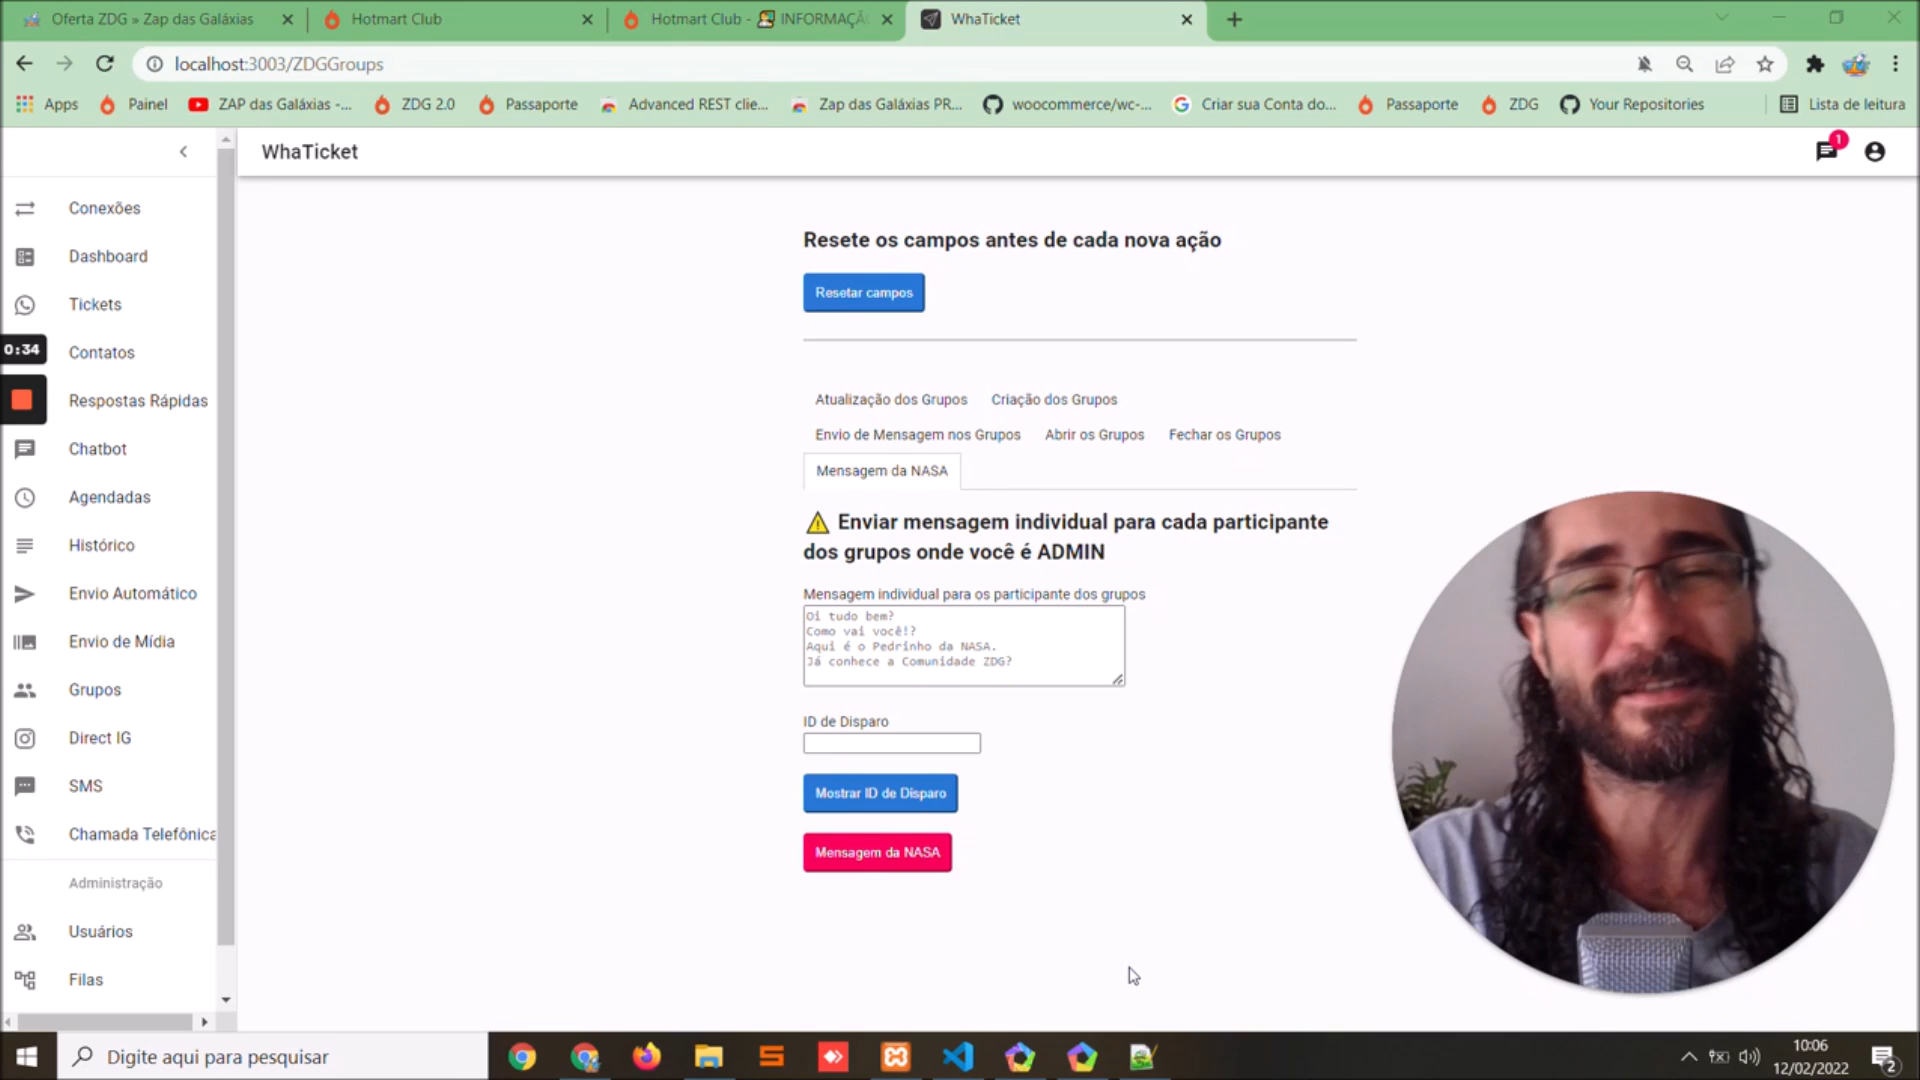 Oferta ZDG » Zap das Galáxias
Hotmart Club
Hotmart Club - INFORMAÇÃ
WhaTicket
localhost:3003/ZDGGroups
Apps
Painel
ZAP das Galáxias -...
ZDG 2.0
Passaporte
Advanced REST clie...
Zap das Galáxias PR...
woocommerce/wc-...
Criar sua Conta do...
Passaporte
ZDG
Your Repositories
Lista de leitura
WhaTicket
1
Conexões
Dashboard
Tickets
0:34
Contatos
Respostas Rápidas
Chatbot
Agendadas
Histórico
Envio Automático
Envio de Mídia
Grupos
Direct IG
SMS
Chamada Telefônica
Administração
Usuários
Filas
Resete os campos antes de cada nova ação
Resetar campos
Atualização dos Grupos
Criação dos Grupos
Envio de Mensagem nos Grupos
Abrir os Grupos
Fechar os Grupos
Mensagem da NASA
Enviar mensagem individual para cada participante
dos grupos onde você é ADMIN
Mensagem individual para os participante dos grupos
Oi tudo bem?
Como vai você!?
Aqui é o Pedrinho da NASA.
Já conhece a Comunidade ZDG?
ID de Disparo
Mostrar ID de Disparo
Mensagem da NASA
Digite aqui para pesquisar
10:06
12/02/2022
2